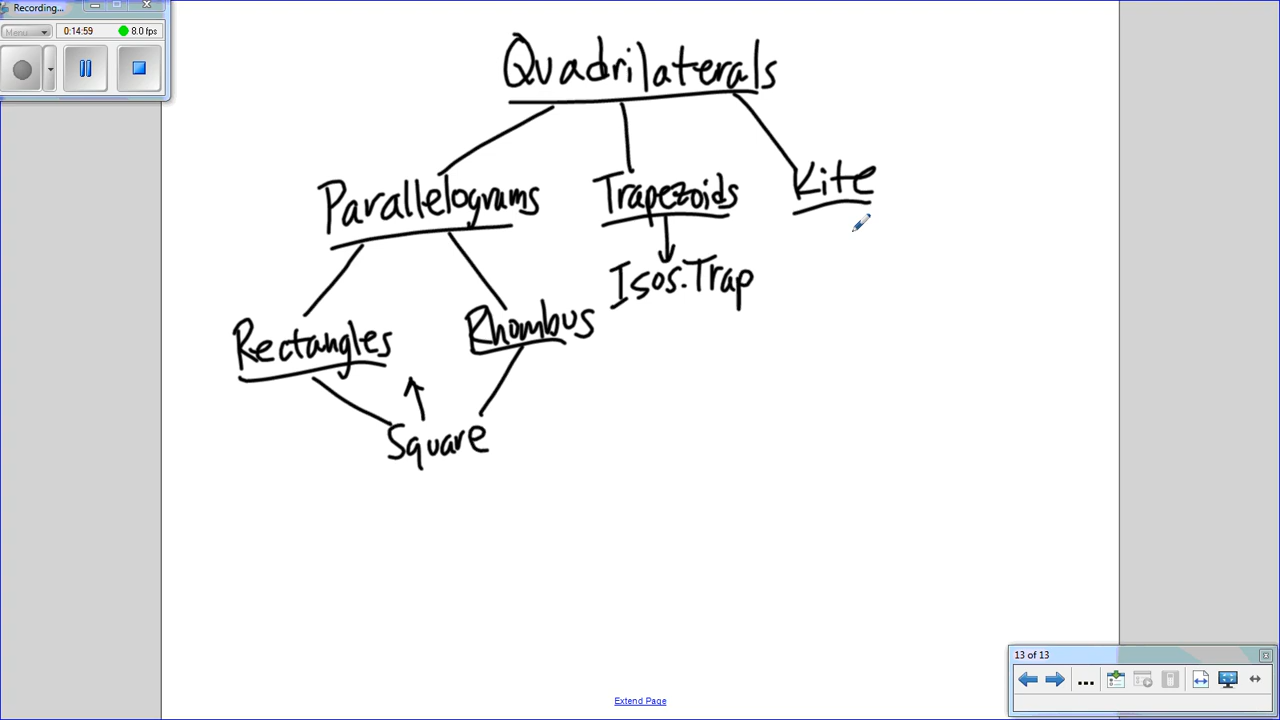 Recording...
Menu
0:14:59
8.0 fps
Quadrilaterals
Parallelograms
Trapezoids
Kite
Isos. Trap
Rectangles
Rhombus
Square
13 of 13
Extend Page